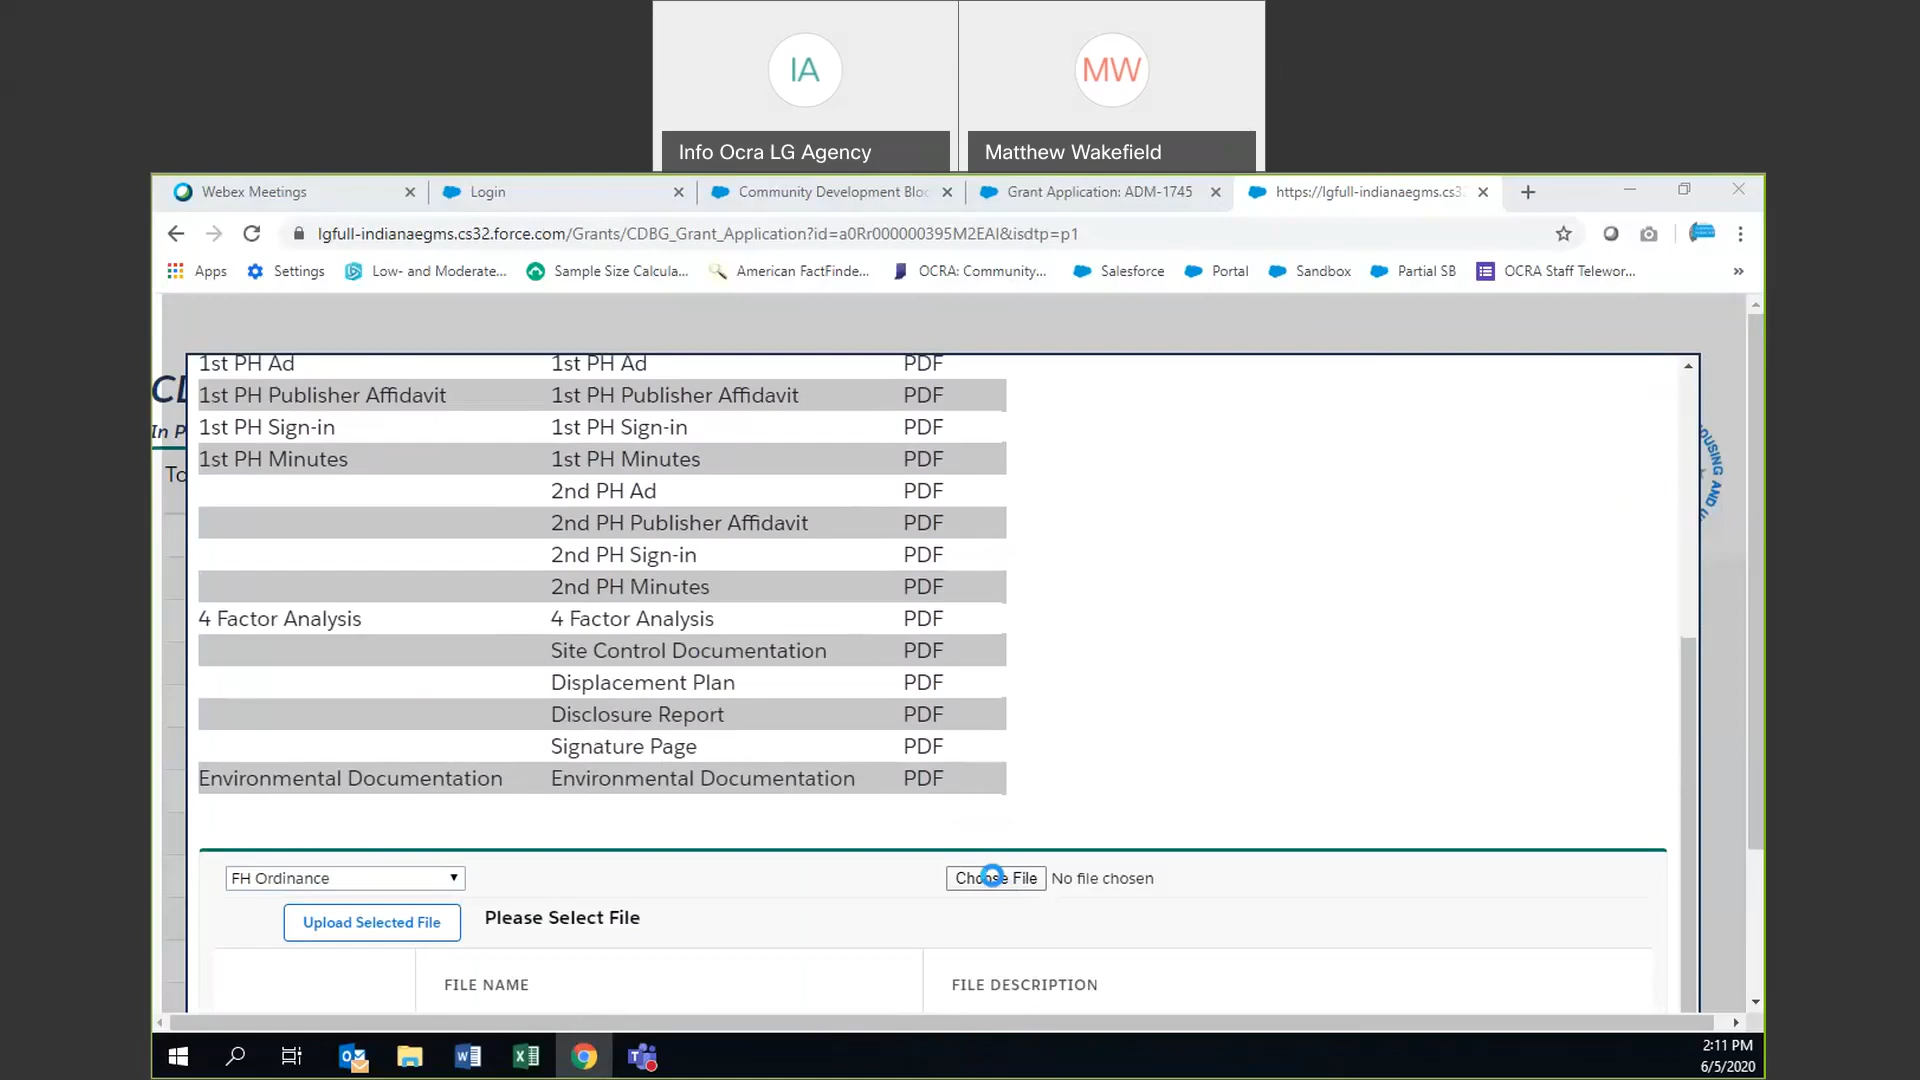 IA
MW
Info Ocra LG Agency
Matthew Wakefield
Webex Meetings
Login
Community Development Bloc
Grant Application: ADM-1745
https://lgfull-indianaegms.cs3
lgfull-indianaegms.cs32.force.com/Grants/CDBG_Grant_Application?id=a0Rr000000395M2EAI&isdtp=p1
Apps
Settings
Low- and Moderate...
Sample Size Calcula...
American FactFinde...
OCRA: Community...
Salesforce
Portal
Sandbox
Partial SB
OCRA Staff Telewor...
»
1st PH Ad 1st PH Ad PDF
1st PH Publisher Affidavit 1st PH Publisher Affidavit PDF
1st PH Sign-in 1st PH Sign-in PDF
1st PH Minutes 1st PH Minutes PDF
2nd PH Ad PDF
2nd PH Publisher Affidavit PDF
2nd PH Sign-in PDF
2nd PH Minutes PDF
4 Factor Analysis 4 Factor Analysis PDF
Site Control Documentation PDF
Displacement Plan PDF
Disclosure Report PDF
Signature Page PDF
Environmental Documentation Environmental Documentation PDF
In P
To
OUSING AND U
FH Ordinance
Choose File No file chosen
Upload Selected File
Please Select File
FILE NAME
FILE DESCRIPTION
2:11 PM
6/5/2020